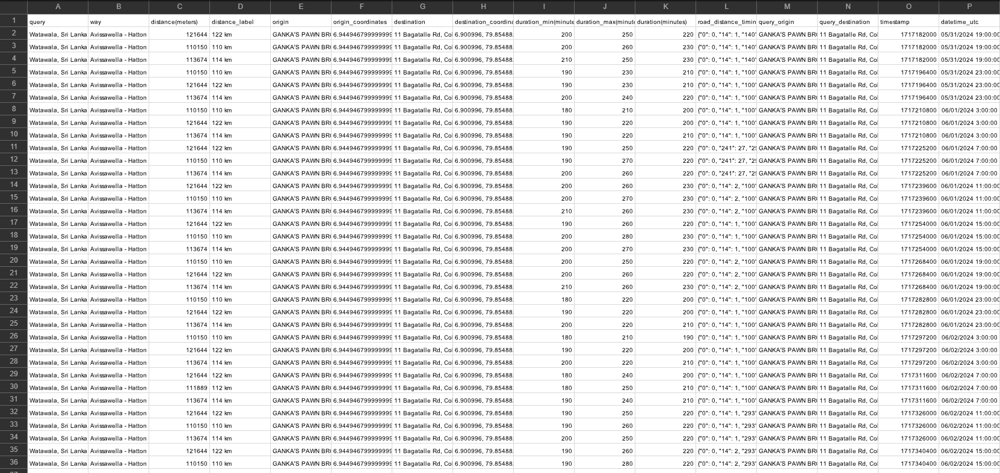 A B C D E F G H I J K L M N O P
1 query way distance(meters) distance_label origin origin_coordinates destination destination_coordina duration_min(minute duration_max(minute duration(minutes) road_distance_timin query_origin query_destination timestamp datetime_utc
2 Watawala, Sri Lanka Avissawella - Hatton 121644 122 km GANKA'S PAWN BR 6.944946799999999 11 Bagatalle Rd, Co 6.900996, 79.85488 200 250 220 {"0": 0, "14": 1, "140" GANKA'S PAWN BR 11 Bagatalle Rd, Co 1717182000 05/31/2024 19:00:00
3 Watawala, Sri Lanka Avissawella - Hatton 110150 110 km GANKA'S PAWN BR 6.944946799999999 11 Bagatalle Rd, Co 6.900996, 79.85488 200 260 230 {"0": 0, "14": 1, "140" GANKA'S PAWN BR 11 Bagatalle Rd, Co 1717182000 05/31/2024 19:00:00
4 Watawala, Sri Lanka Avissawella - Hatton 113674 114 km GANKA'S PAWN BR 6.944946799999999 11 Bagatalle Rd, Co 6.900996, 79.85488 210 250 230 {"0": 0, "14": 1, "140" GANKA'S PAWN BR 11 Bagatalle Rd, Co 1717182000 05/31/2024 19:00:00
5 Watawala, Sri Lanka Avissawella - Hatton 110150 110 km GANKA'S PAWN BR 6.944946799999999 11 Bagatalle Rd, Co 6.900996, 79.85488 190 230 210 {"0": 0, "14": 1, "100" GANKA'S PAWN BR 11 Bagatalle Rd, Co 1717196400 05/31/2024 23:00:00
6 Watawala, Sri Lanka Avissawella - Hatton 121644 122 km GANKA'S PAWN BR 6.944946799999999 11 Bagatalle Rd, Co 6.900996, 79.85488 190 230 210 {"0": 0, "14": 1, "100" GANKA'S PAWN BR 11 Bagatalle Rd, Co 1717196400 05/31/2024 23:00:00
7 Watawala, Sri Lanka Avissawella - Hatton 113674 114 km GANKA'S PAWN BR 6.944946799999999 11 Bagatalle Rd, Co 6.900996, 79.85488 200 240 220 {"0": 0, "14": 1, "100" GANKA'S PAWN BR 11 Bagatalle Rd, Co 1717196400 05/31/2024 23:00:00
8 Watawala, Sri Lanka Avissawella - Hatton 110150 110 km GANKA'S PAWN BR 6.944946799999999 11 Bagatalle Rd, Co 6.900996, 79.85488 180 210 200 {"0": 0, "14": 1, "100" GANKA'S PAWN BR 11 Bagatalle Rd, Co 1717210800 06/01/2024 3:00:00
9 Watawala, Sri Lanka Avissawella - Hatton 121644 122 km GANKA'S PAWN BR 6.944946799999999 11 Bagatalle Rd, Co 6.900996, 79.85488 190 220 200 {"0": 0, "14": 1, "100" GANKA'S PAWN BR 11 Bagatalle Rd, Co 1717210800 06/01/2024 3:00:00
10 Watawala, Sri Lanka Avissawella - Hatton 113674 114 km GANKA'S PAWN BR 6.944946799999999 11 Bagatalle Rd, Co 6.900996, 79.85488 190 220 210 {"0": 0, "14": 1, "100" GANKA'S PAWN BR 11 Bagatalle Rd, Co 1717210800 06/01/2024 3:00:00
11 Watawala, Sri Lanka Avissawella - Hatton 121644 122 km GANKA'S PAWN BR 6.944946799999999 11 Bagatalle Rd, Co 6.900996, 79.85488 190 250 220 {"0": 0, "241": 27, "29 GANKA'S PAWN BR 11 Bagatalle Rd, Co 1717225200 06/01/2024 7:00:00
12 Watawala, Sri Lanka Avissawella - Hatton 110150 110 km GANKA'S PAWN BR 6.944946799999999 11 Bagatalle Rd, Co 6.900996, 79.85488 190 270 220 {"0": 0, "241": 27, "29 GANKA'S PAWN BR 11 Bagatalle Rd, Co 1717225200 06/01/2024 7:00:00
13 Watawala, Sri Lanka Avissawella - Hatton 113674 114 km GANKA'S PAWN BR 6.944946799999999 11 Bagatalle Rd, Co 6.900996, 79.85488 200 260 220 {"0": 0, "241": 27, "29 GANKA'S PAWN BR 11 Bagatalle Rd, Co 1717225200 06/01/2024 7:00:00
14 Watawala, Sri Lanka Avissawella - Hatton 121644 122 km GANKA'S PAWN BR 6.944946799999999 11 Bagatalle Rd, Co 6.900996, 79.85488 200 260 230 {"0": 0, "14": 2, "100" GANKA'S PAWN BR 11 Bagatalle Rd, Co 1717239600 06/01/2024 11:00:00
15 Watawala, Sri Lanka Avissawella - Hatton 110150 110 km GANKA'S PAWN BR 6.944946799999999 11 Bagatalle Rd, Co 6.900996, 79.85488 200 270 230 {"0": 0, "14": 2, "100" GANKA'S PAWN BR 11 Bagatalle Rd, Co 1717239600 06/01/2024 11:00:00
16 Watawala, Sri Lanka Avissawella - Hatton 113674 114 km GANKA'S PAWN BR 6.944946799999999 11 Bagatalle Rd, Co 6.900996, 79.85488 210 260 230 {"0": 0, "14": 2, "100" GANKA'S PAWN BR 11 Bagatalle Rd, Co 1717239600 06/01/2024 11:00:00
17 Watawala, Sri Lanka Avissawella - Hatton 121644 122 km GANKA'S PAWN BR 6.944946799999999 11 Bagatalle Rd, Co 6.900996, 79.85488 190 260 220 {"0": 0, "14": 1, "100" GANKA'S PAWN BR 11 Bagatalle Rd, Co 1717254000 06/01/2024 15:00:00
18 Watawala, Sri Lanka Avissawella - Hatton 110150 110 km GANKA'S PAWN BR 6.944946799999999 11 Bagatalle Rd, Co 6.900996, 79.85488 200 280 230 {"0": 0, "14": 1, "100" GANKA'S PAWN BR 11 Bagatalle Rd, Co 1717254000 06/01/2024 15:00:00
19 Watawala, Sri Lanka Avissawella - Hatton 113674 114 km GANKA'S PAWN BR 6.944946799999999 11 Bagatalle Rd, Co 6.900996, 79.85488 200 270 230 {"0": 0, "14": 1, "100" GANKA'S PAWN BR 11 Bagatalle Rd, Co 1717254000 06/01/2024 15:00:00
20 Watawala, Sri Lanka Avissawella - Hatton 110150 110 km GANKA'S PAWN BR 6.944946799999999 11 Bagatalle Rd, Co 6.900996, 79.85488 200 250 220 {"0": 0, "14": 2, "100" GANKA'S PAWN BR 11 Bagatalle Rd, Co 1717268400 06/01/2024 19:00:00
21 Watawala, Sri Lanka Avissawella - Hatton 121644 122 km GANKA'S PAWN BR 6.944946799999999 11 Bagatalle Rd, Co 6.900996, 79.85488 200 260 220 {"0": 0, "14": 2, "100" GANKA'S PAWN BR 11 Bagatalle Rd, Co 1717268400 06/01/2024 19:00:00
22 Watawala, Sri Lanka Avissawella - Hatton 113674 114 km GANKA'S PAWN BR 6.944946799999999 11 Bagatalle Rd, Co 6.900996, 79.85488 210 260 230 {"0": 0, "14": 2, "100" GANKA'S PAWN BR 11 Bagatalle Rd, Co 1717268400 06/01/2024 19:00:00
23 Watawala, Sri Lanka Avissawella - Hatton 110150 110 km GANKA'S PAWN BR 6.944946799999999 11 Bagatalle Rd, Co 6.900996, 79.85488 180 220 200 {"0": 0, "14": 1, "100" GANKA'S PAWN BR 11 Bagatalle Rd, Co 1717282800 06/01/2024 23:00:00
24 Watawala, Sri Lanka Avissawella - Hatton 121644 122 km GANKA'S PAWN BR 6.944946799999999 11 Bagatalle Rd, Co 6.900996, 79.85488 190 220 200 {"0": 0, "14": 1, "100" GANKA'S PAWN BR 11 Bagatalle Rd, Co 1717282800 06/01/2024 23:00:00
25 Watawala, Sri Lanka Avissawella - Hatton 113674 114 km GANKA'S PAWN BR 6.944946799999999 11 Bagatalle Rd, Co 6.900996, 79.85488 200 220 210 {"0": 0, "14": 1, "100" GANKA'S PAWN BR 11 Bagatalle Rd, Co 1717282800 06/01/2024 23:00:00
26 Watawala, Sri Lanka Avissawella - Hatton 110150 110 km GANKA'S PAWN BR 6.944946799999999 11 Bagatalle Rd, Co 6.900996, 79.85488 180 210 190 {"0": 0, "14": 1, "100" GANKA'S PAWN BR 11 Bagatalle Rd, Co 1717297200 06/02/2024 3:00:00
27 Watawala, Sri Lanka Avissawella - Hatton 121644 122 km GANKA'S PAWN BR 6.944946799999999 11 Bagatalle Rd, Co 6.900996, 79.85488 190 220 200 {"0": 0, "14": 1, "100" GANKA'S PAWN BR 11 Bagatalle Rd, Co 1717297200 06/02/2024 3:00:00
28 Watawala, Sri Lanka Avissawella - Hatton 113674 114 km GANKA'S PAWN BR 6.944946799999999 11 Bagatalle Rd, Co 6.900996, 79.85488 200 220 210 {"0": 0, "14": 1, "100" GANKA'S PAWN BR 11 Bagatalle Rd, Co 1717297200 06/02/2024 3:00:00
29 Watawala, Sri Lanka Avissawella - Hatton 121644 122 km GANKA'S PAWN BR 6.944946799999999 11 Bagatalle Rd, Co 6.900996, 79.85488 180 240 200 {"0": 0, "14": 1, "100" GANKA'S PAWN BR 11 Bagatalle Rd, Co 1717311600 06/02/2024 7:00:00
30 Watawala, Sri Lanka Avissawella - Hatton 111889 112 km GANKA'S PAWN BR 6.944946799999999 11 Bagatalle Rd, Co 6.900996, 79.85488 180 250 210 {"0": 0, "14": 1, "100" GANKA'S PAWN BR 11 Bagatalle Rd, Co 1717311600 06/02/2024 7:00:00
31 Watawala, Sri Lanka Avissawella - Hatton 113674 114 km GANKA'S PAWN BR 6.944946799999999 11 Bagatalle Rd, Co 6.900996, 79.85488 190 240 210 {"0": 0, "14": 1, "100" GANKA'S PAWN BR 11 Bagatalle Rd, Co 1717311600 06/02/2024 7:00:00
32 Watawala, Sri Lanka Avissawella - Hatton 121644 122 km GANKA'S PAWN BR 6.944946799999999 11 Bagatalle Rd, Co 6.900996, 79.85488 190 250 220 {"0": 0, "14": 1, "293" GANKA'S PAWN BR 11 Bagatalle Rd, Co 1717326000 06/02/2024 11:00:00
33 Watawala, Sri Lanka Avissawella - Hatton 110150 110 km GANKA'S PAWN BR 6.944946799999999 11 Bagatalle Rd, Co 6.900996, 79.85488 190 260 220 {"0": 0, "14": 1, "293" GANKA'S PAWN BR 11 Bagatalle Rd, Co 1717326000 06/02/2024 11:00:00
34 Watawala, Sri Lanka Avissawella - Hatton 113674 114 km GANKA'S PAWN BR 6.944946799999999 11 Bagatalle Rd, Co 6.900996, 79.85488 200 250 220 {"0": 0, "14": 1, "293" GANKA'S PAWN BR 11 Bagatalle Rd, Co 1717326000 06/02/2024 11:00:00
35 Watawala, Sri Lanka Avissawella - Hatton 121644 122 km GANKA'S PAWN BR 6.944946799999999 11 Bagatalle Rd, Co 6.900996, 79.85488 190 260 220 {"0": 0, "14": 2, "293" GANKA'S PAWN BR 11 Bagatalle Rd, Co 1717340400 06/02/2024 15:00:00
36 Watawala, Sri Lanka Avissawella - Hatton 110150 110 km GANKA'S PAWN BR 6.944946799999999 11 Bagatalle Rd, Co 6.900996, 79.85488 190 280 220 {"0": 0, "14": 2, "293" GANKA'S PAWN BR 11 Bagatalle Rd, Co 1717340400 06/02/2024 15:00:00